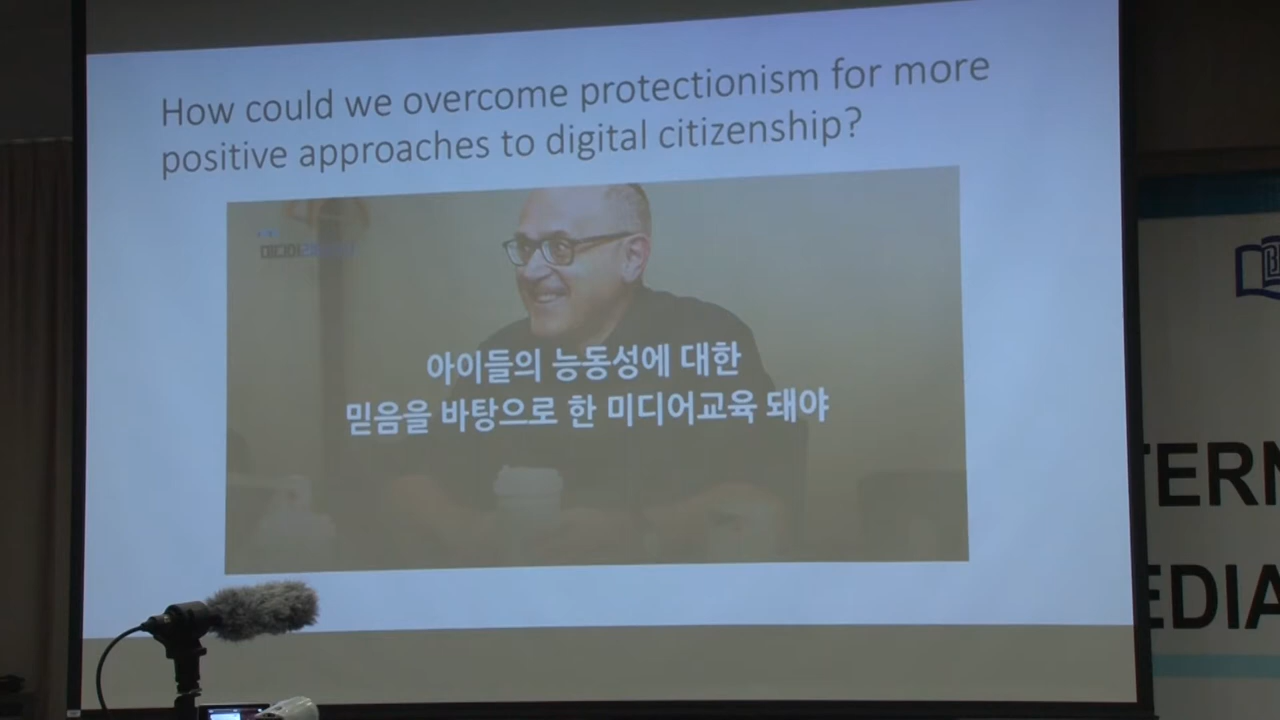 How could we overcome protectionism for more
positive approaches to digital citizenship?
아이들의 능동성에 대한
믿음을 바탕으로 한 미디어교육 돼야
TERN
EDIA